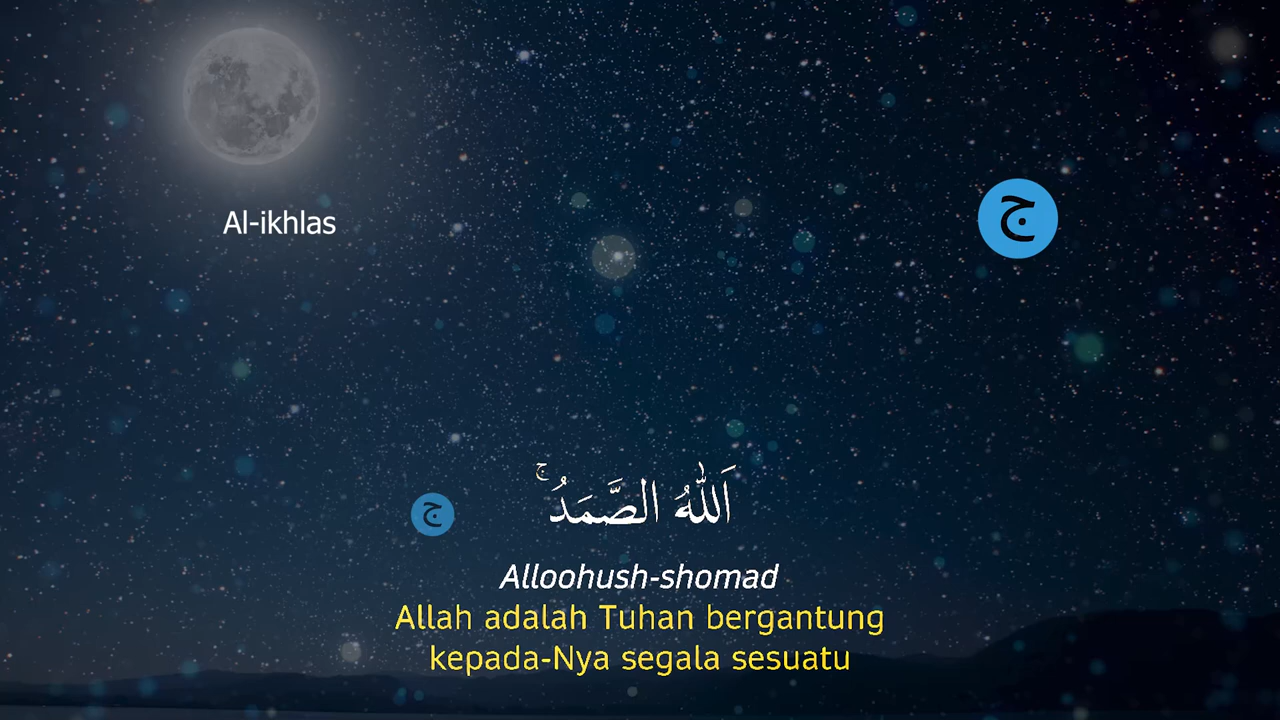 Al-ikhlas
ج
اَللّٰهُ الصَّمَدُ ۚ
ج
Alloohush-shomad
Allah adalah Tuhan bergantung
kepada-Nya segala sesuatu